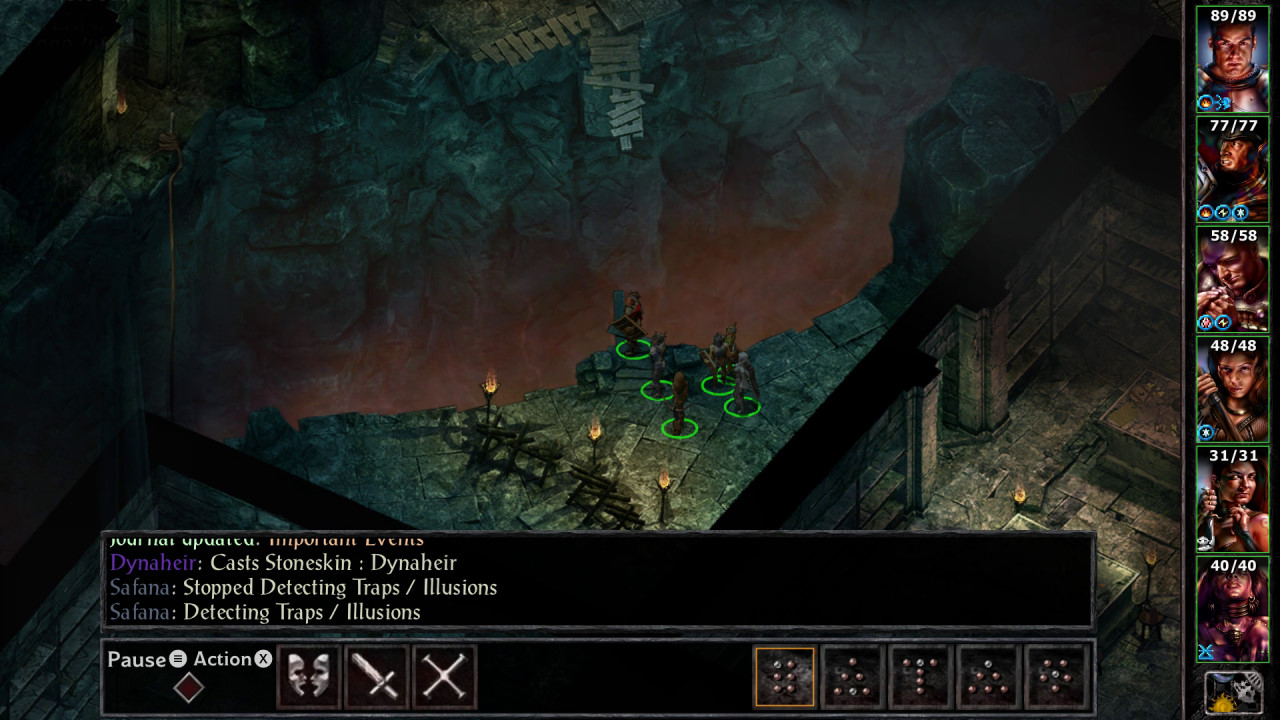 89/89
77/77
58/58
48/48
31/31
40/40
Journal updated: Important Events
Dynaheir: Casts Stoneskin : Dynaheir
Safana: Stopped Detecting Traps / Illusions
Safana: Detecting Traps / Illusions
Pause Action X